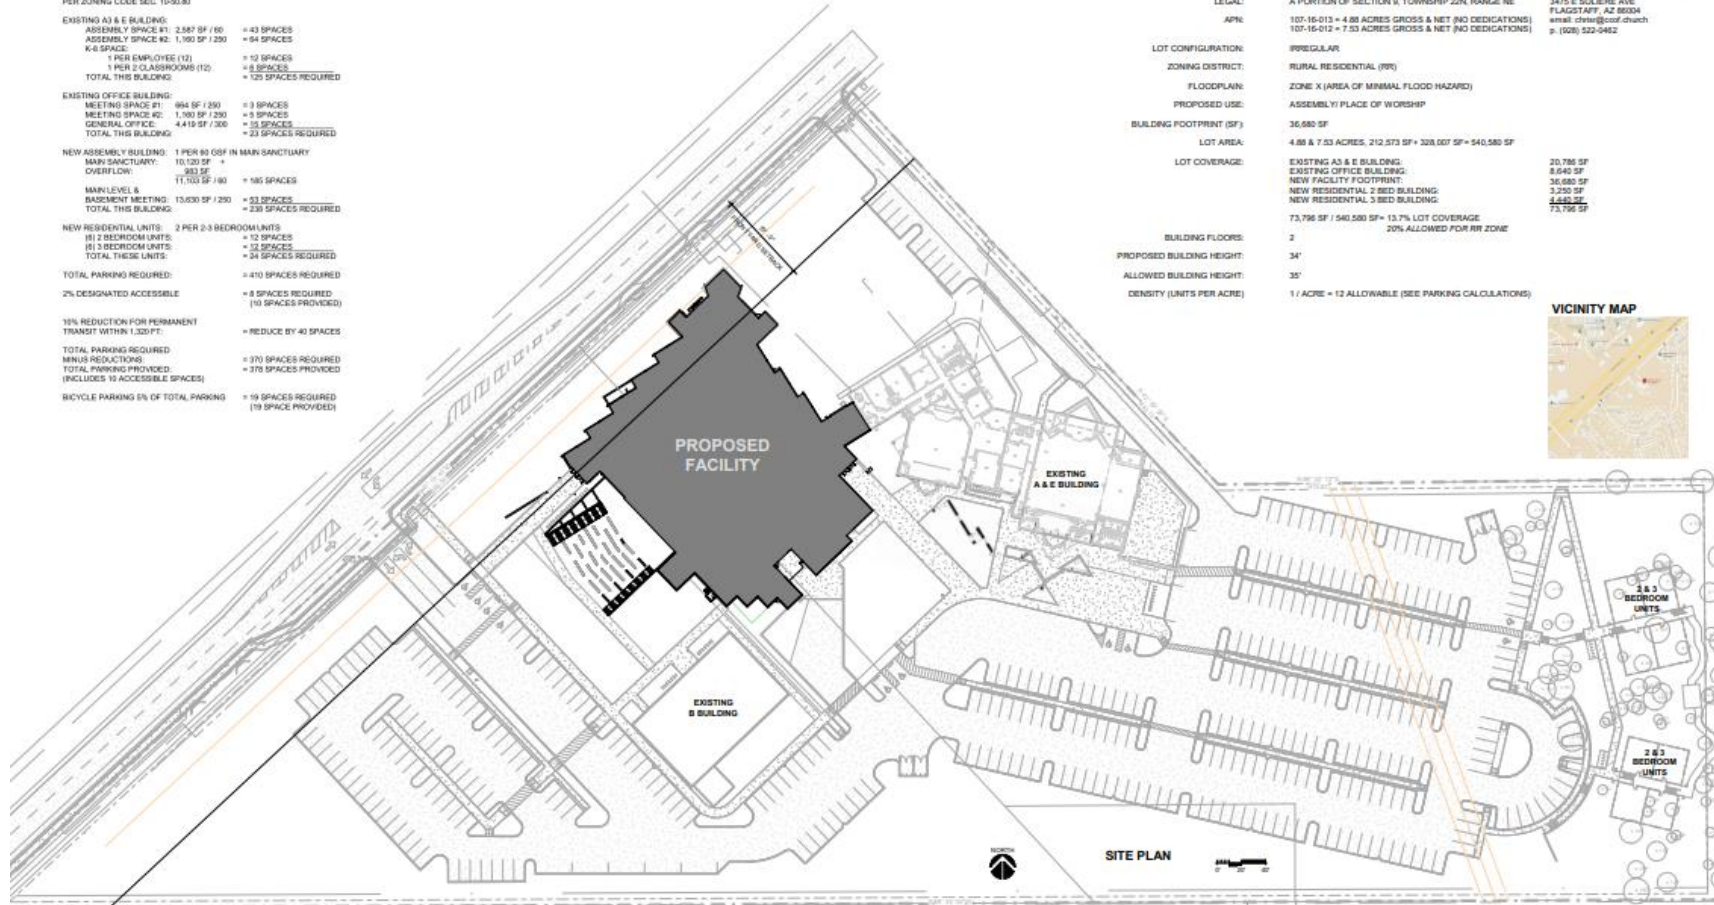 PER ZONING CODE SEC. 10-50.80
EXISTING A3 & E BUILDING:
ASSEMBLY SPACE #1: 2,587 SF / 60 = 43 SPACES
ASSEMBLY SPACE #2: 1,160 SF / 250 = 64 SPACES
K-8 SPACE:
1 PER EMPLOYEE (12) = 12 SPACES
1 PER 2 CLASSROOMS (12) = 6 SPACES
TOTAL THIS BUILDING = 125 SPACES REQUIRED
EXISTING OFFICE BUILDING:
MEETING SPACE #1: 664 SF / 250 = 3 SPACES
MEETING SPACE #2: 1,160 SF / 250 = 5 SPACES
GENERAL OFFICE: 4,419 SF / 300 = 15 SPACES
TOTAL THIS BUILDING: = 23 SPACES REQUIRED
NEW ASSEMBLY BUILDING: 1 PER 60 GSF IN MAIN SANCTUARY
MAIN SANCTUARY: 10,120 SF +
OVERFLOW: 983 SF
11,103 SF / 60 = 185 SPACES
MAIN LEVEL &
BASEMENT MEETING: 13,630 SF / 250 = 53 SPACES
TOTAL THIS BUILDING: = 238 SPACES REQUIRED
NEW RESIDENTIAL UNITS: 2 PER 2-3 BEDROOM UNITS
(6) 2 BEDROOM UNITS: = 12 SPACES
(6) 3 BEDROOM UNITS: = 12 SPACES
TOTAL THESE UNITS: = 24 SPACES REQUIRED
TOTAL PARKING REQUIRED: = 410 SPACES REQUIRED
2% DESIGNATED ACCESSIBLE = 8 SPACES REQUIRED
(10 SPACES PROVIDED)
10% REDUCTION FOR PERMANENT
TRANSIT WITHIN 1,320 FT: = REDUCE BY 40 SPACES
TOTAL PARKING REQUIRED
MINUS REDUCTIONS: = 370 SPACES REQUIRED
TOTAL PARKING PROVIDED: = 378 SPACES PROVIDED
(INCLUDES 10 ACCESSIBLE SPACES)
BICYCLE PARKING 5% OF TOTAL PARKING = 19 SPACES REQUIRED
(19 SPACE PROVIDED)
LEGAL: A PORTION OF SECTION 9, TOWNSHIP 22N, RANGE NE
APN: 107-16-013 = 4.88 ACRES GROSS & NET (NO DEDICATIONS)
107-16-012 = 7.53 ACRES GROSS & NET (NO DEDICATIONS)
LOT CONFIGURATION: IRREGULAR
ZONING DISTRICT: RURAL RESIDENTIAL (RR)
FLOODPLAIN: ZONE X (AREA OF MINIMAL FLOOD HAZARD)
PROPOSED USE: ASSEMBLY/ PLACE OF WORSHIP
BUILDING FOOTPRINT (SF): 36,680 SF
LOT AREA: 4.88 & 7.53 ACRES, 212,573 SF+ 328,007 SF= 540,580 SF
LOT COVERAGE: EXISTING A3 & E BUILDING: 20,786 SF
EXISTING OFFICE BUILDING: 8,640 SF
NEW FACILITY FOOTPRINT: 36,680 SF
NEW RESIDENTIAL 2 BED BUILDING: 3,250 SF
NEW RESIDENTIAL 3 BED BUILDING: 4,440 SF
73,796 SF
73,796 SF / 540,580 SF= 13.7% LOT COVERAGE
20% ALLOWED FOR RR ZONE
BUILDING FLOORS: 2
PROPOSED BUILDING HEIGHT: 34'
ALLOWED BUILDING HEIGHT: 35'
DENSITY (UNITS PER ACRE) 1 / ACRE = 12 ALLOWABLE (SEE PARKING CALCULATIONS)
3475 E SOLIERE AVE
FLAGSTAFF, AZ 86004
p. (928) 522-0462
VICINITY MAP
PROPOSED
FACILITY
EXISTING
A & E BUILDING
EXISTING
B BUILDING
2 & 3
BEDROOM
UNITS
2 & 3
BEDROOM
UNITS
NORTH
SITE PLAN
0' 20' 40'